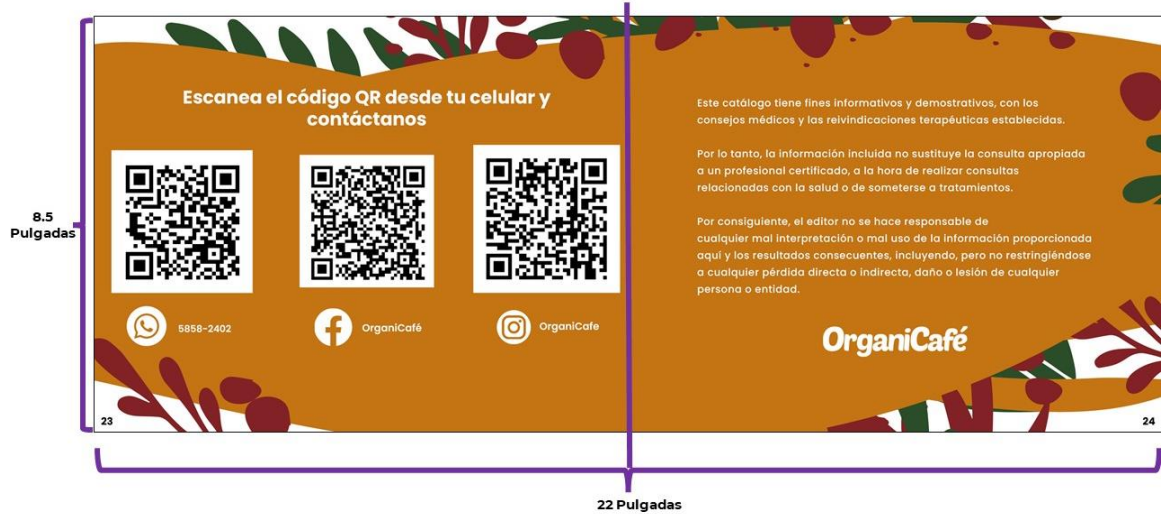 Escanea el código QR desde tu celular y
contáctanos
5858-2402
OrganiCafé
OrganiCafe
23
Este catálogo tiene fines informativos y demostrativos, con los
consejos médicos y las reivindicaciones terapéuticas establecidas.
Por lo tanto, la información incluida no sustituye la consulta apropiada
a un profesional certificado, a la hora de realizar consultas
relacionadas con la salud o de someterse a tratamientos.
Por consiguiente, el editor no se hace responsable de
cualquier mal interpretación o mal uso de la información proporcionada
aquí y los resultados consecuentes, incluyendo, pero no restringiéndose
a cualquier pérdida directa o indirecta, daño o lesión de cualquier
persona o entidad.
OrganiCafé
24
8.5
Pulgadas
22 Pulgadas